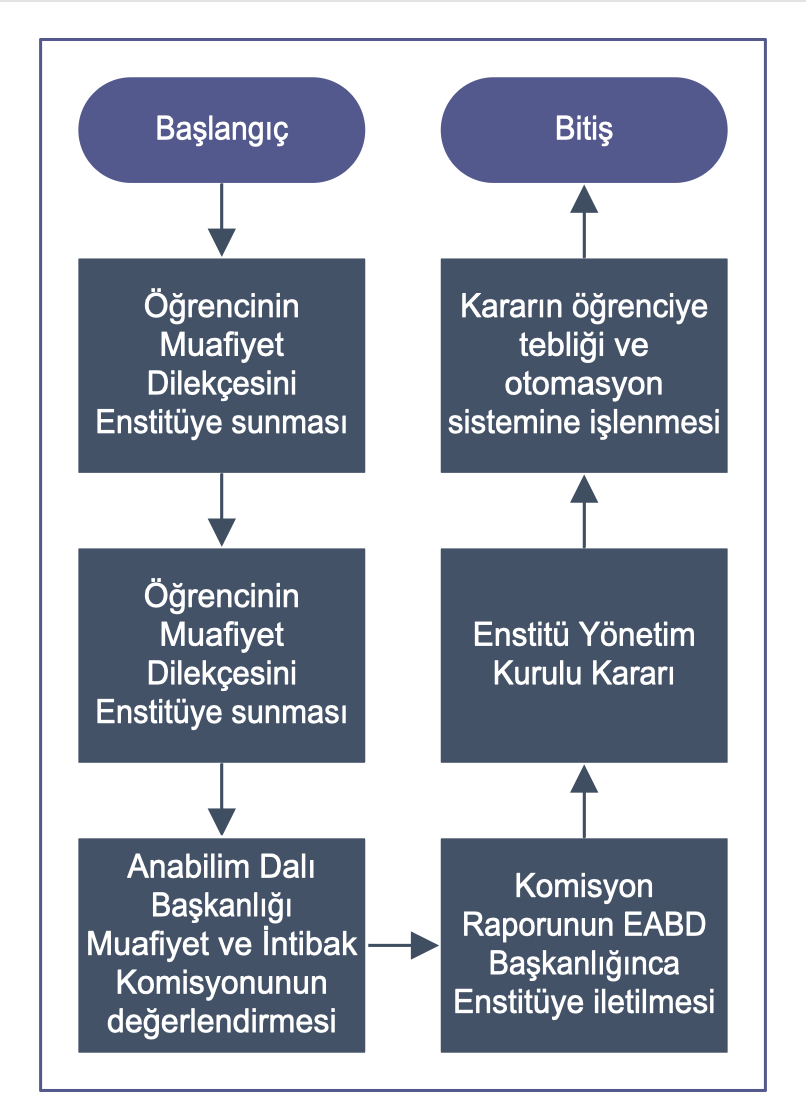 Başlangıç
Öğrencinin
Muafiyet
Dilekçesini
Enstitüye sunması
Öğrencinin
Muafiyet
Dilekçesini
Enstitüye sunması
Anabilim Dalı
Başkanlığı
Muafiyet ve İntibak
Komisyonunun
değerlendirmesi
Komisyon
Raporunun EABD
Başkanlığınca
Enstitüye iletilmesi
Enstitü Yönetim
Kurulu Kararı
Kararın öğrenciye
tebliği ve
otomasyon
sistemine işlenmesi
Bitiş